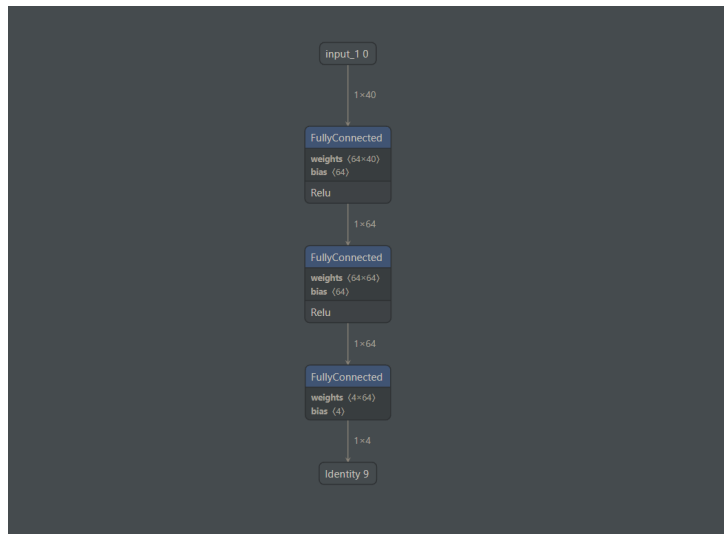 input_1 0
1×40
FullyConnected
weights ⟨64×40⟩
bias ⟨64⟩
Relu
1×64
FullyConnected
weights ⟨64×64⟩
bias ⟨64⟩
Relu
1×64
FullyConnected
weights ⟨4×64⟩
bias ⟨4⟩
1×4
Identity 9